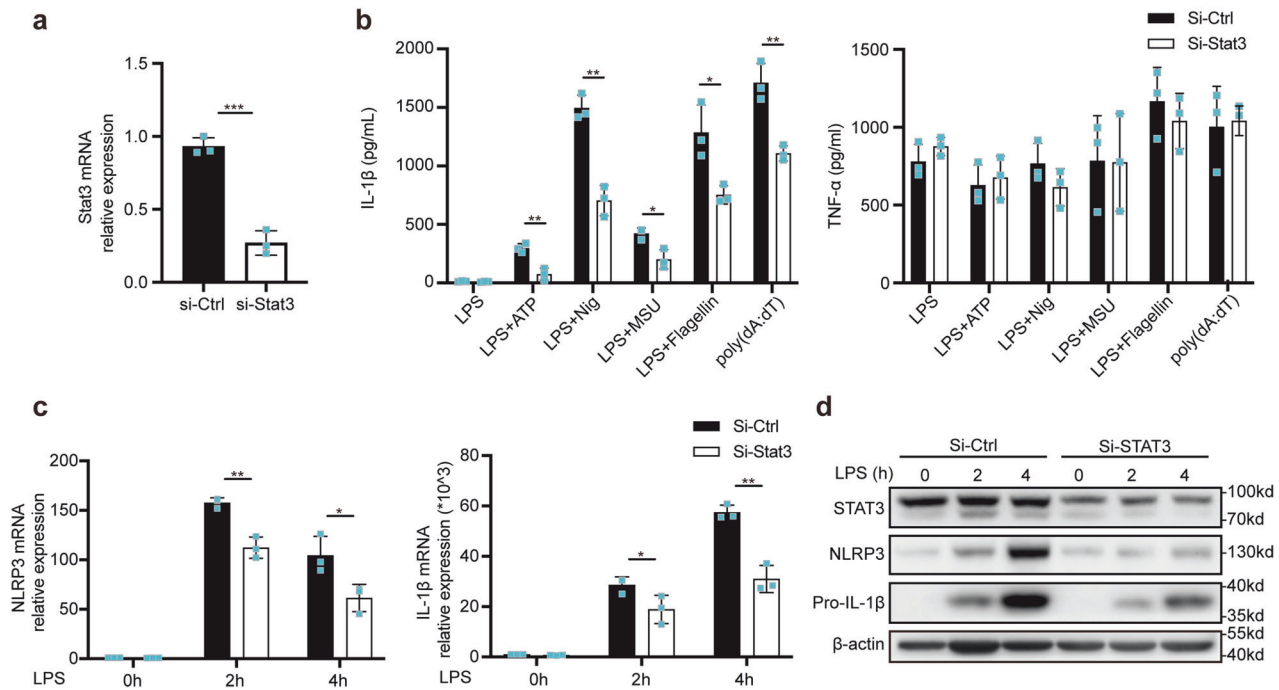 a
Stat3 mRNA
relative expression
1.0
0.5
0.0
***
si-Ctrl
si-Stat3
b
IL-1β (pg/mL)
2000
1500
1000
500
0
**
**
*
*
**
LPS
LPS+ATP
LPS+Nig
LPS+MSU
LPS+Flagellin
poly(dA:dT)
Si-Ctrl
Si-Stat3
TNF-α (pg/ml)
1500
1000
500
0
LPS
LPS+ATP
LPS+Nig
LPS+MSU
LPS+Flagellin
poly(dA:dT)
c
NLRP3 mRNA
relative expression
200
150
100
50
0
**
*
LPS
0h
2h
4h
Si-Ctrl
Si-Stat3
IL-1β mRNA
relative expression (*10^3)
80
60
40
20
0
*
**
LPS
0h
2h
4h
d
Si-Ctrl
Si-STAT3
LPS (h)
0
2
4
0
2
4
STAT3
-100kd
-70kd
NLRP3
-130kd
Pro-IL-1β
-40kd
-35kd
β-actin
-55kd
-40kd